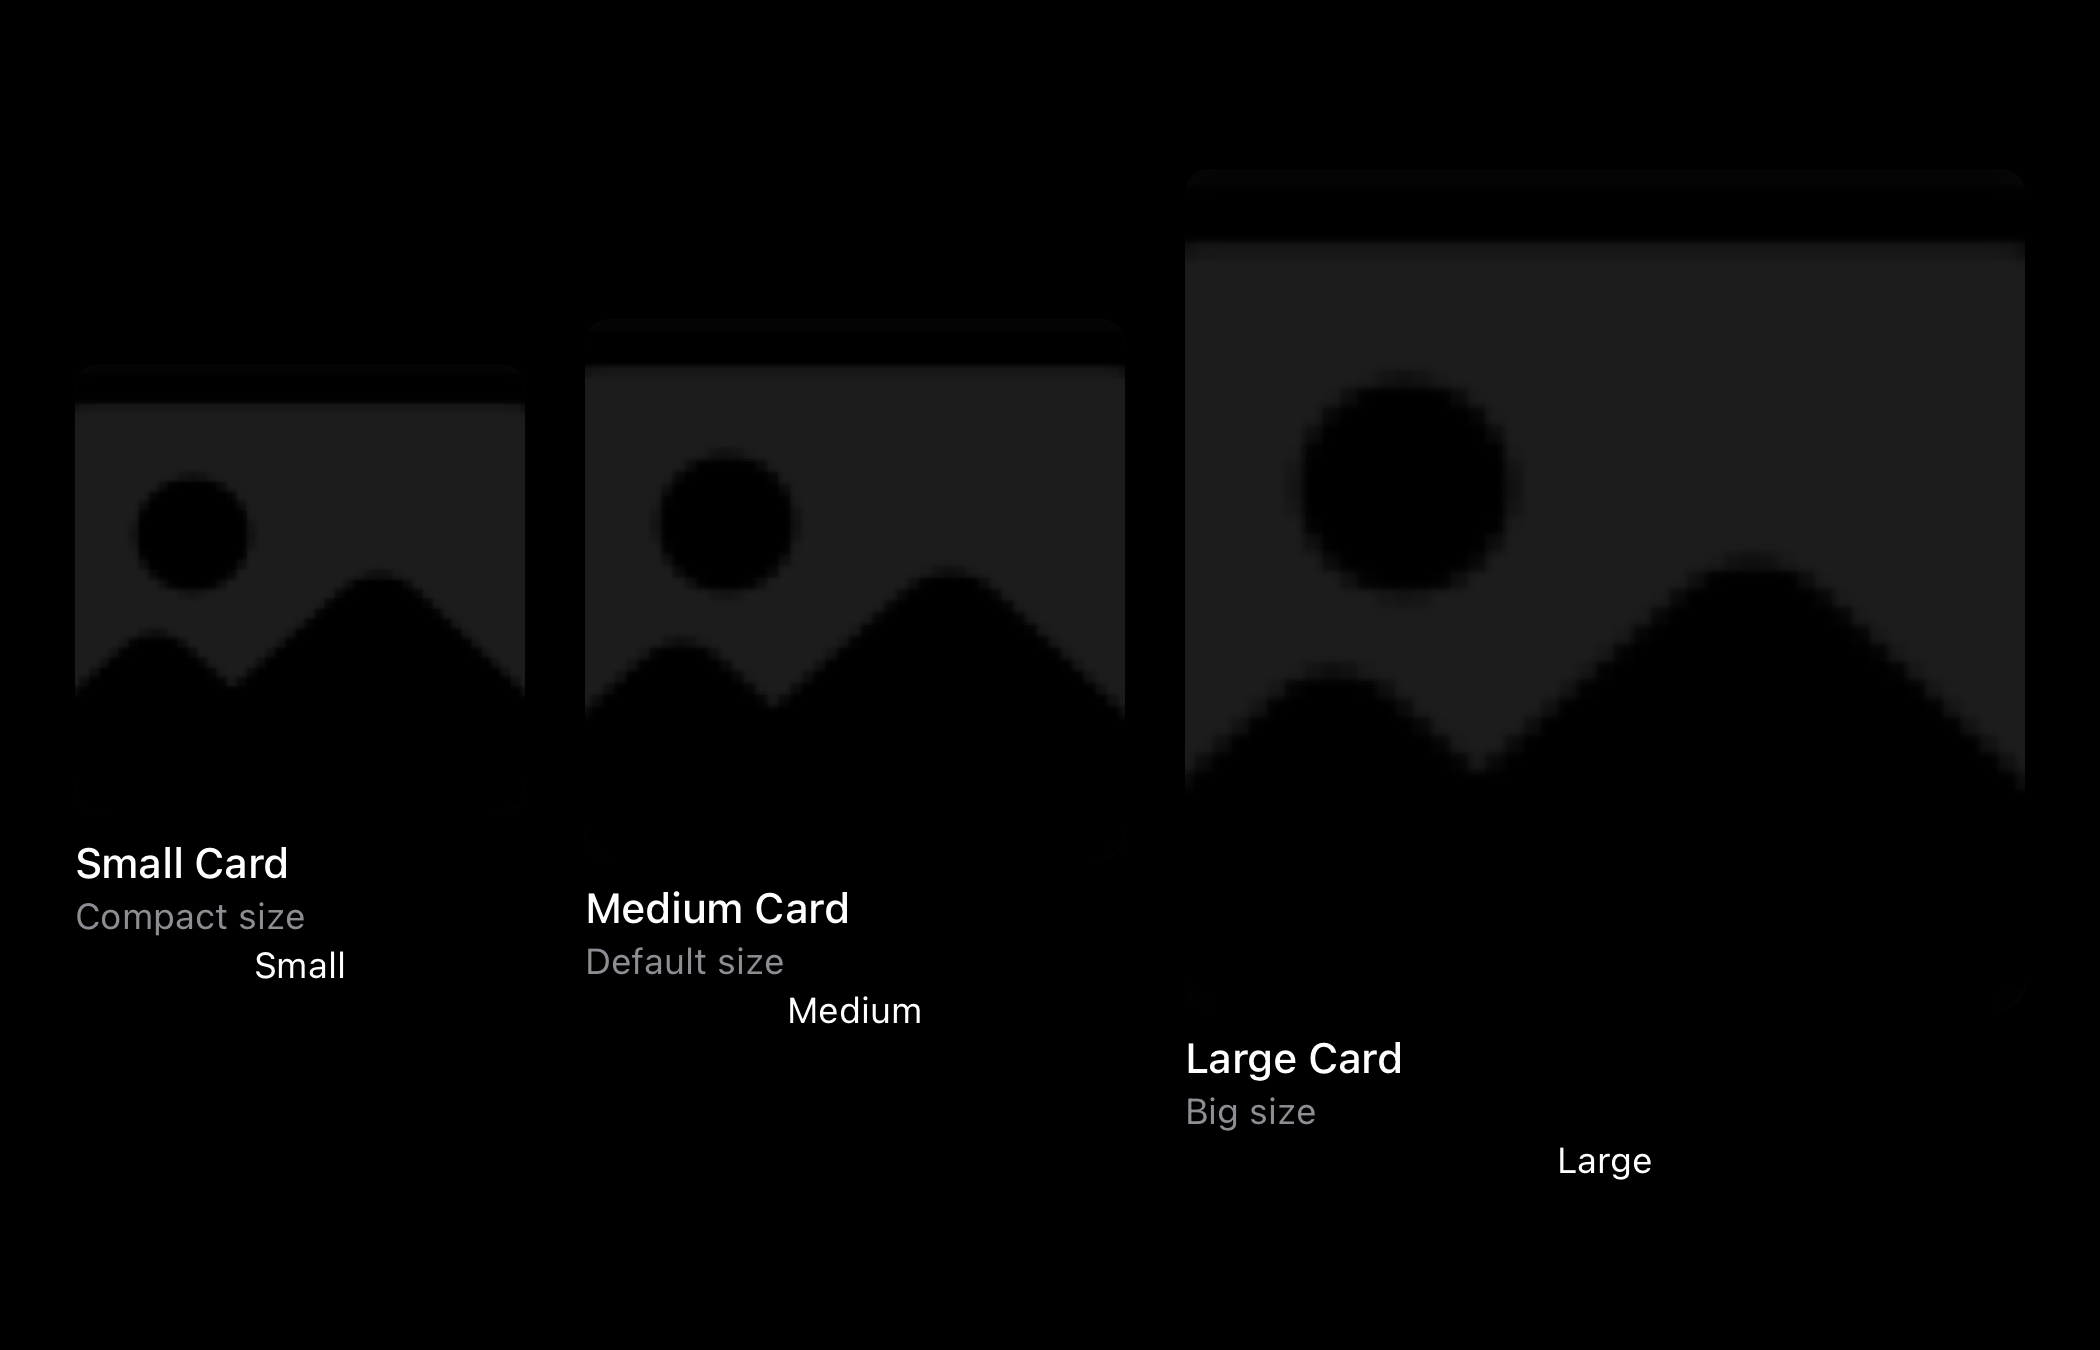 Small Card
Compact size
Small
Medium Card
Default size
Medium
Large Card
Big size
Large